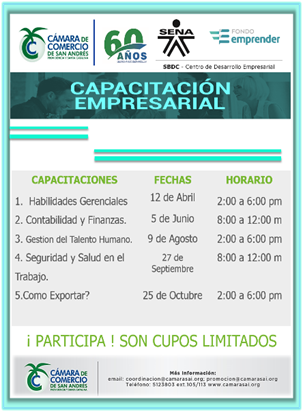 CÁMARA DE
COMERCIO
DE SAN ANDRÉS
60
AÑOS
SENA
FONDO
emprender
SBDC - Centro de Desarrollo Empresarial
CAPACITACIÓN
EMPRESARIAL
CAPACITACIONES FECHAS HORARIO
1. Habilidades Gerenciales 12 de Abril 2:00 a 6:00 pm
2. Contabilidad y Finanzas. 5 de Junio 8:00 a 12:00 m
3. Gestion del Talento Humano. 9 de Agosto 2:00 a 6:00 pm
4. Seguridad y Salud en el Trabajo. 27 de Septiembre 8:00 a 12:00 m
5.Como Exportar? 25 de Octubre 2:00 a 6:00 pm
¡ PARTICIPA ! SON CUPOS LIMITADOS
CÁMARA DE
COMERCIO
DE SAN ANDRÉS
Más información:
email: coordinacion@camarasai.org; promocion@camarasai.org
Teléfono: 5123803 ext.105/113 www.camarasai.org